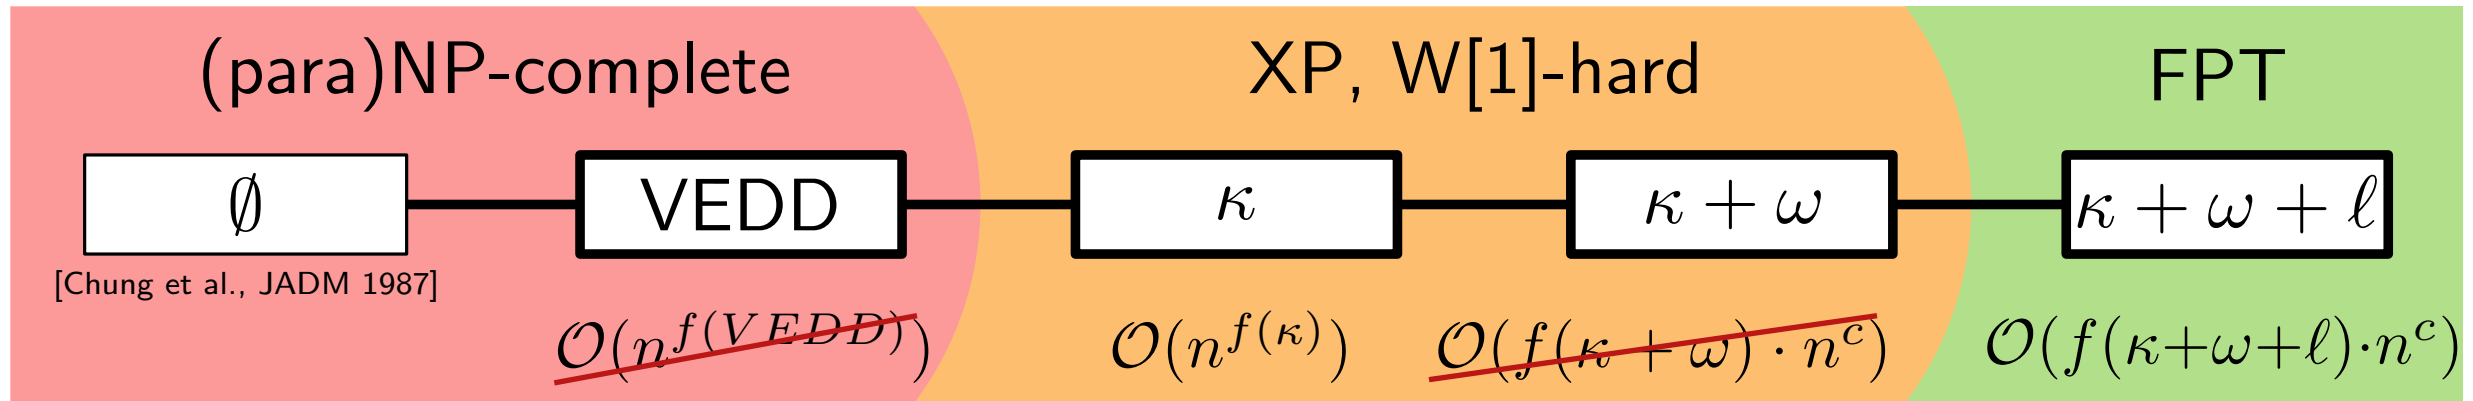 (para)NP-complete
XP, W[1]-hard
FPT
∅
VEDD
κ
κ + ω
κ + ω + ℓ
[Chung et al., JADM 1987]
𝒪(n^{f(VEDD)})
𝒪(n^{f(κ)})
𝒪(f(κ + ω) · n^c)
𝒪(f(κ+ω+ℓ)·n^c)